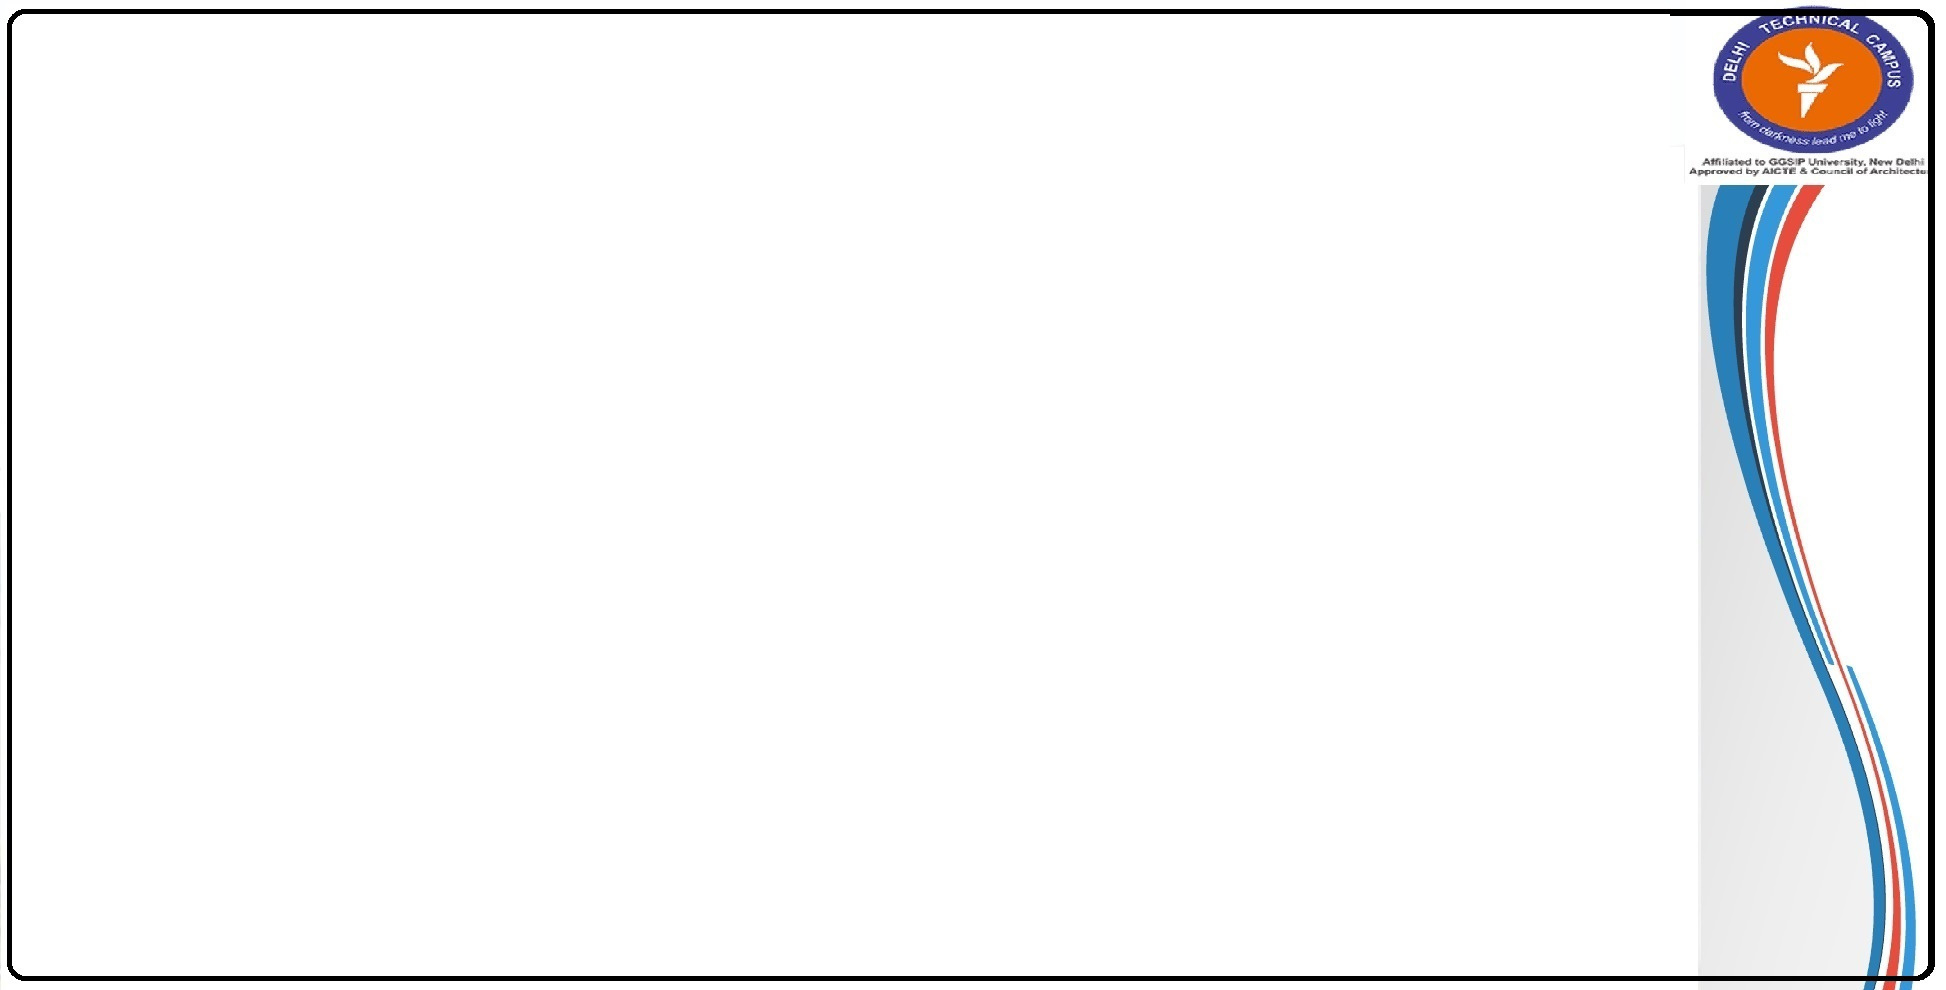 DELHI TECHNICAL CAMPUS
from darkness lead me to light
Affiliated to GGSIP University, New Delhi
Approved by AICTE & Council of